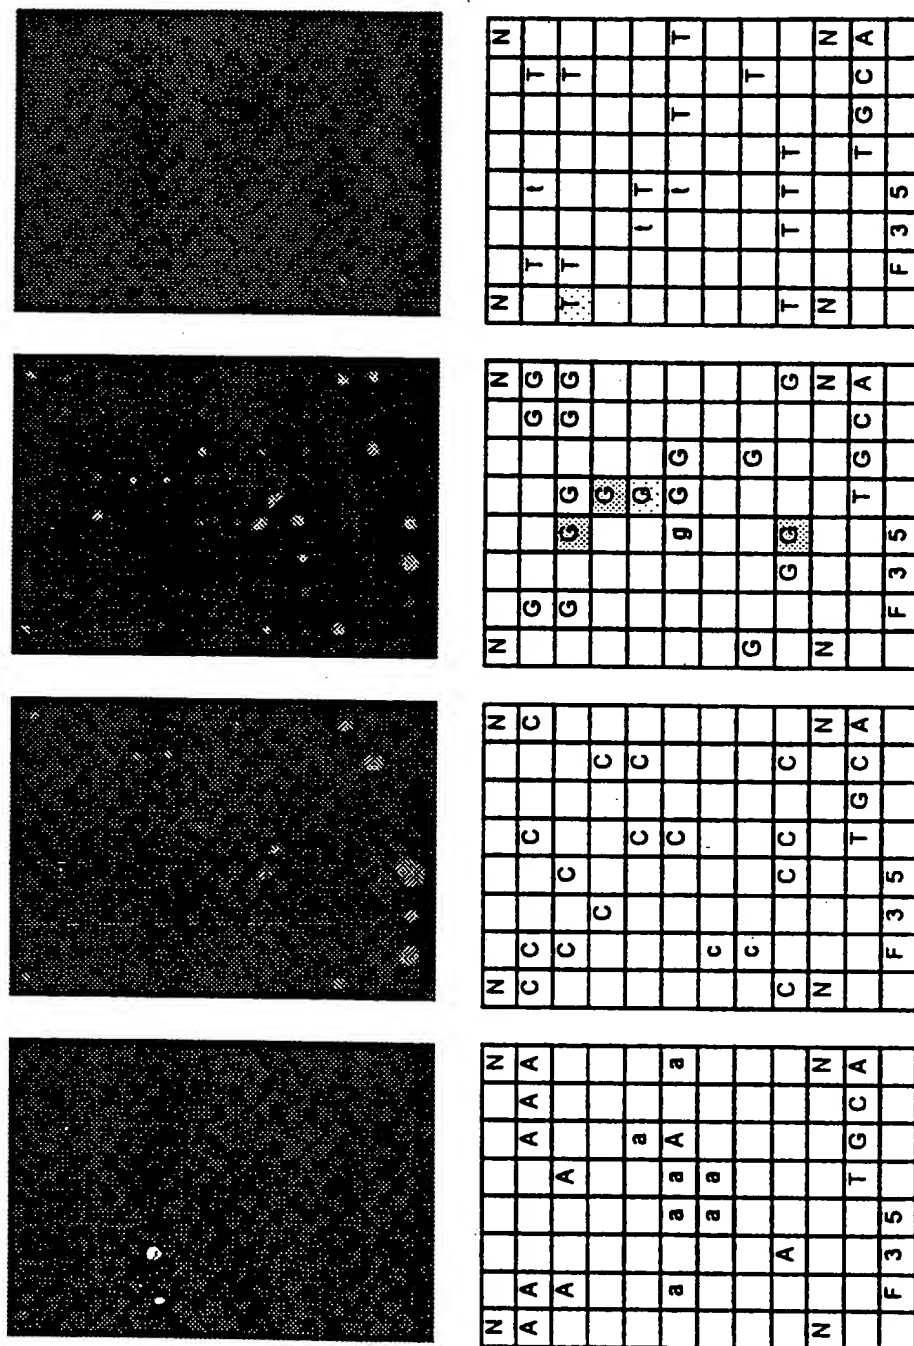 N N
A A A A A
A A
a
a a a A a
a a
A
N N
T G C A
F 3 5
N N
C C C C
C C
C C
C C
C
c
c
C C C C
N N
T G C A
F 3 5
N N
G G G
G G G G G
G
G
g G G
G G
G G G
N N
T G C A
F 3 5
N N
T t T
T T T
t T
t T T
T
T T T T
N N
T G C A
F 3 5